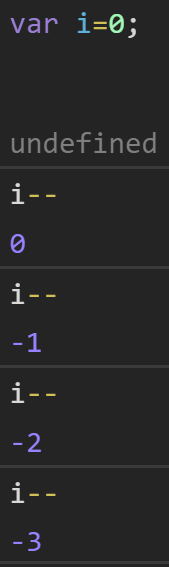 var i=0;
undefined
i--
0
i--
-1
i--
-2
i--
-3